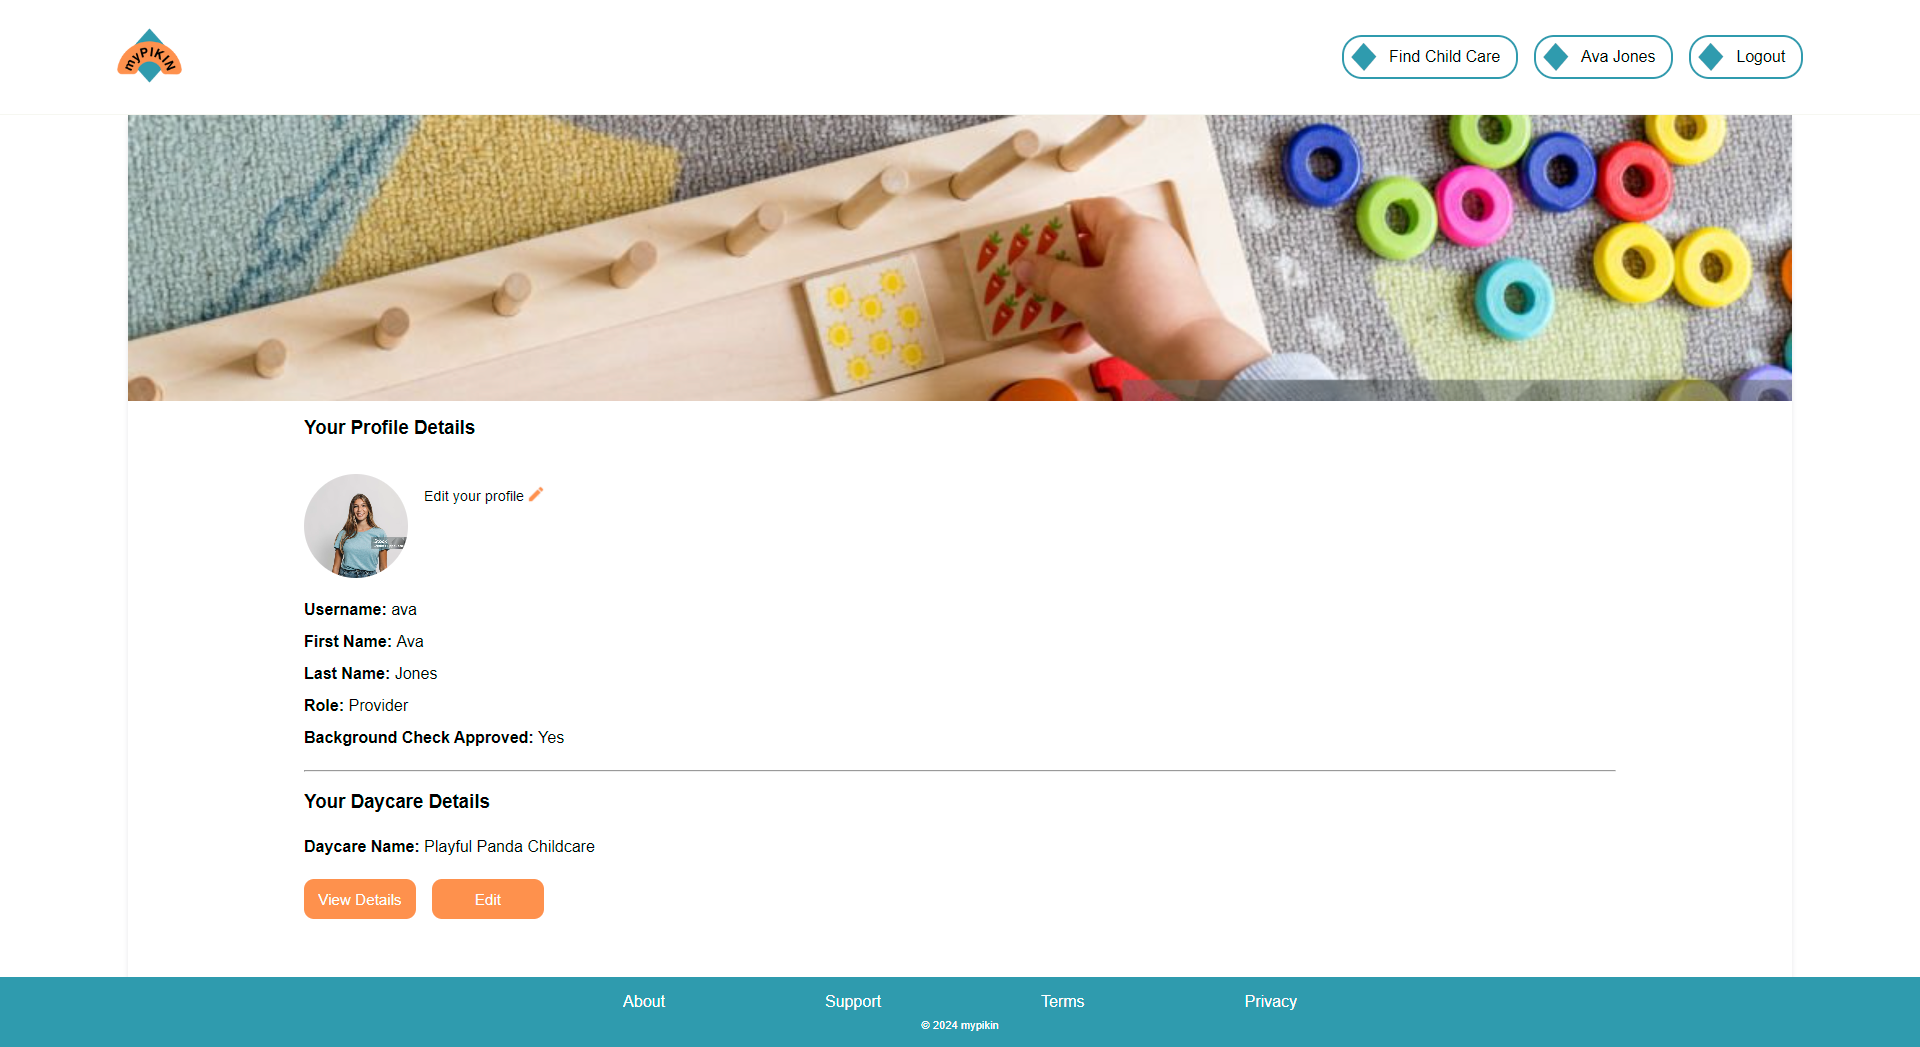 myPIKIN
Find Child Care
Ava Jones
Logout
Your Profile Details
Edit your profile
iStock
Username: ava
First Name: Ava
Last Name: Jones
Role: Provider
Background Check Approved: Yes
Your Daycare Details
Daycare Name: Playful Panda Childcare
View Details
Edit
About
Support
Terms
Privacy
© 2024 mypikin